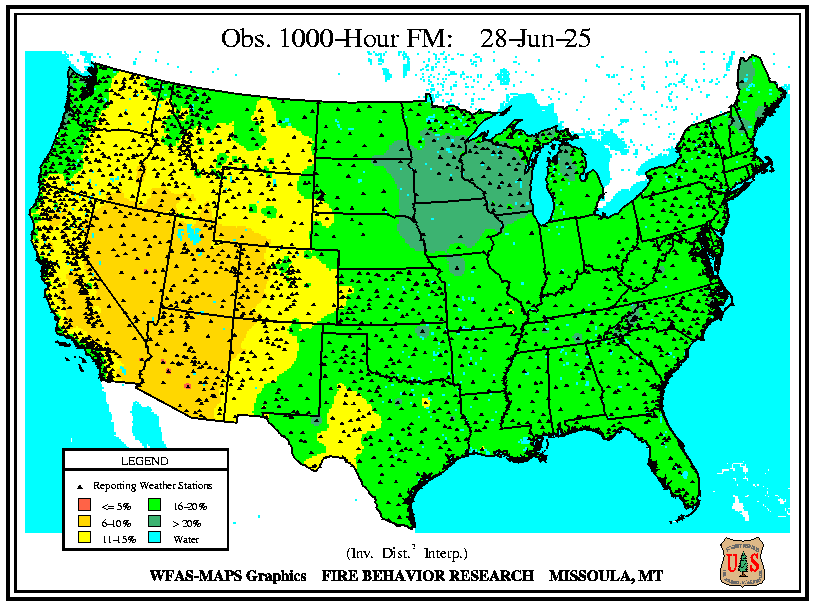 Obs. 1000-Hour FM: 28-Jun-25
LEGEND
Reporting Weather Stations
<= 5% 16-20%
6-10% > 20%
11-15% Water
(Inv. Dist.² Interp.)
WFAS-MAPS Graphics FIRE BEHAVIOR RESEARCH MISSOULA, MT
U S